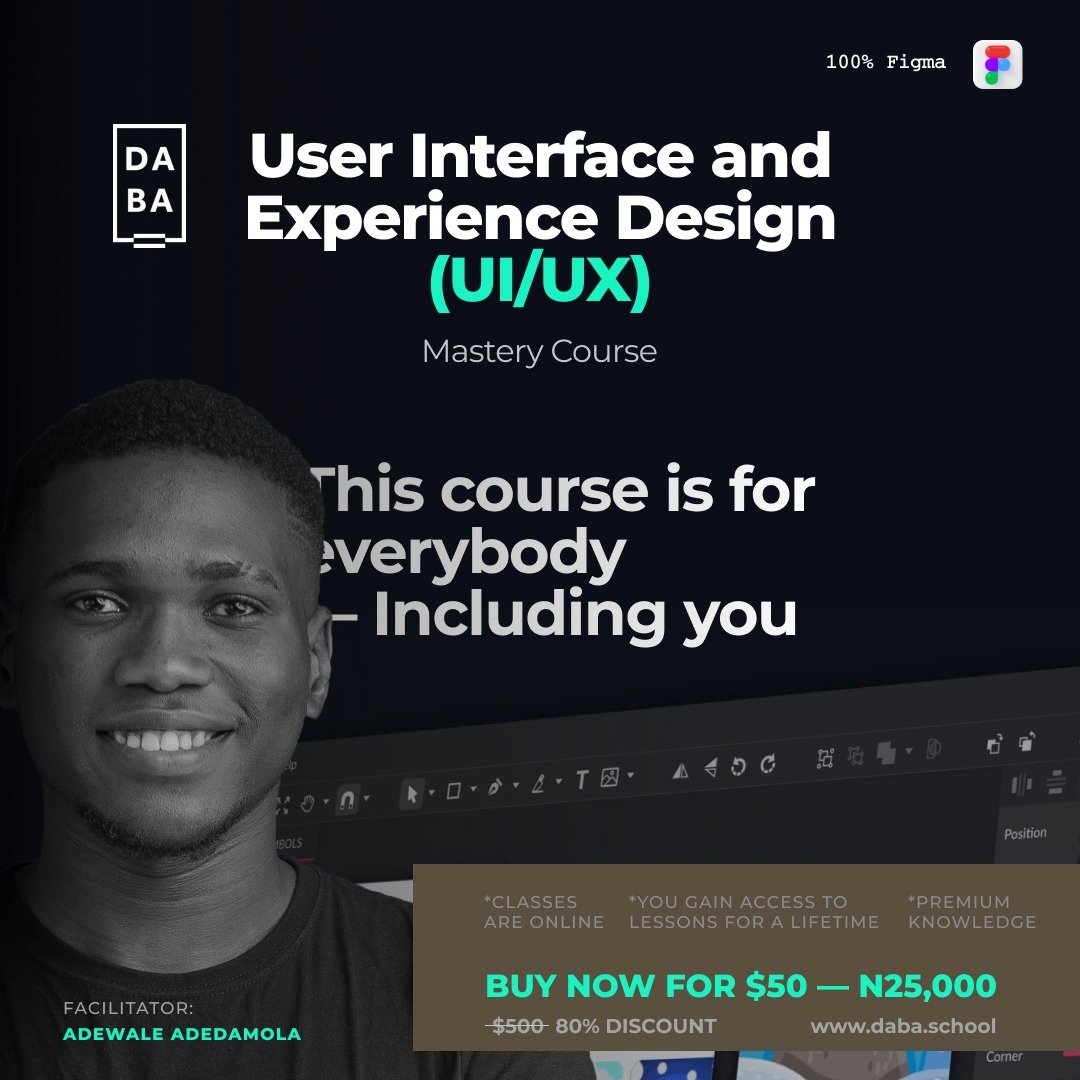 100% Figma
DA
BA
User Interface and
Experience Design
(UI/UX)
Mastery Course
This course is for
everybody
– Including you
BOLS
Position
*CLASSES
ARE ONLINE
*YOU GAIN ACCESS TO
LESSONS FOR A LIFETIME
*PREMIUM
KNOWLEDGE
BUY NOW FOR $50 — N25,000
$500 80% DISCOUNT
www.daba.school
FACILITATOR:
ADEWALE ADEDAMOLA
Corner